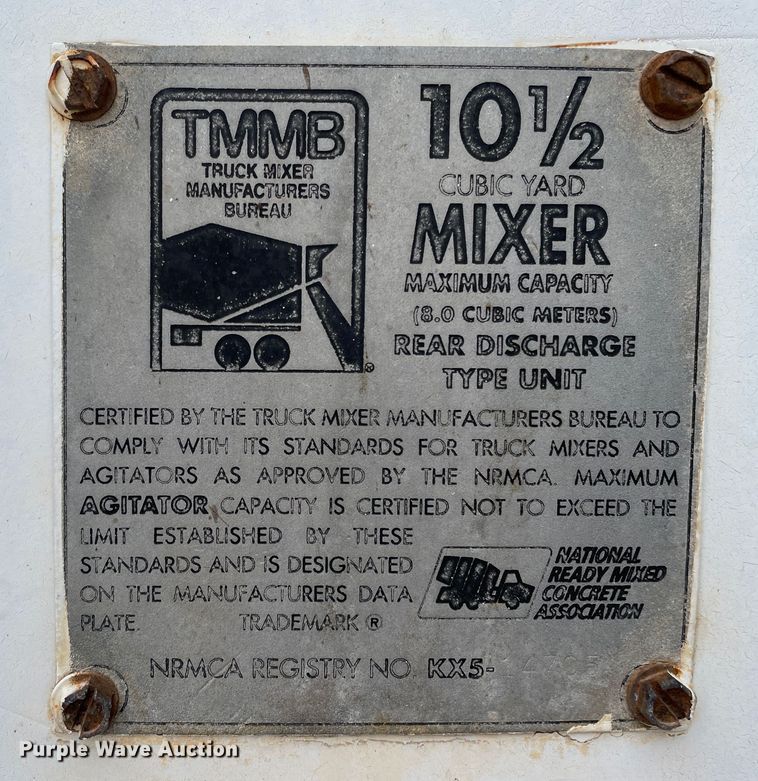 TMMB
TRUCK MIXER
MANUFACTURERS
BUREAU
®
10 1/2
CUBIC YARD
MIXER
MAXIMUM CAPACITY
(8.0 CUBIC METERS)
REAR DISCHARGE
TYPE UNIT
CERTIFIED BY THE TRUCK MIXER MANUFACTURERS BUREAU TO
COMPLY WITH ITS STANDARDS FOR TRUCK MIXERS AND
AGITATORS AS APPROVED BY THE NRMCA. MAXIMUM
AGITATOR CAPACITY IS CERTIFIED NOT TO EXCEED THE
LIMIT ESTABLISHED BY THESE
STANDARDS AND IS DESIGNATED
ON THE MANUFACTURERS DATA
PLATE. TRADEMARK ®
NATIONAL
READY MIXED
CONCRETE
ASSOCIATION
NRMCA REGISTRY NO. KX5-
Purple Wave Auction